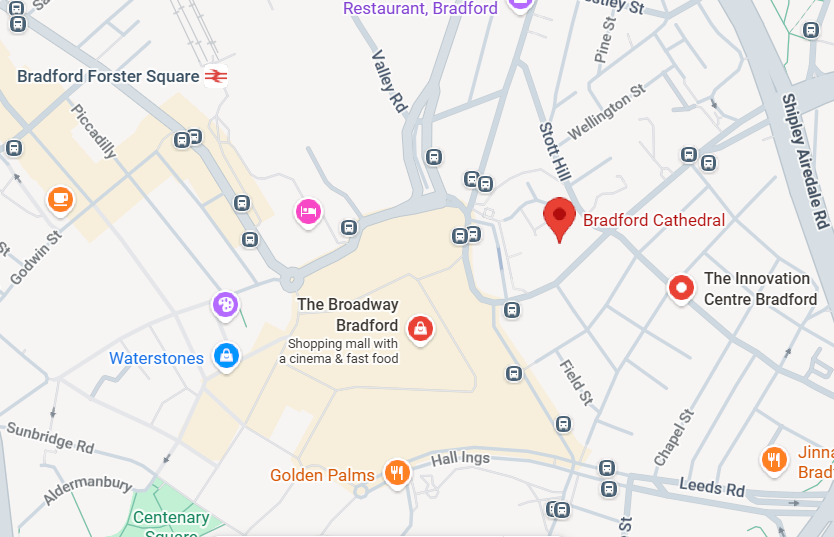 Restaurant, Bradford
Bradford Forster Square
Valley Rd
Pine St
Piccadilly
Wellington St
Shipley Airedale Rd
Stott Hill
Bradford Cathedral
Godwin St
St
The Innovation
Centre Bradford
The Broadway
Bradford
Shopping mall with
a cinema & fast food
Waterstones
Field St
Chapel St
Sunbridge Rd
Hall Ings
Golden Palms
Leeds Rd
Aldermanbury
Centenary
Square
St